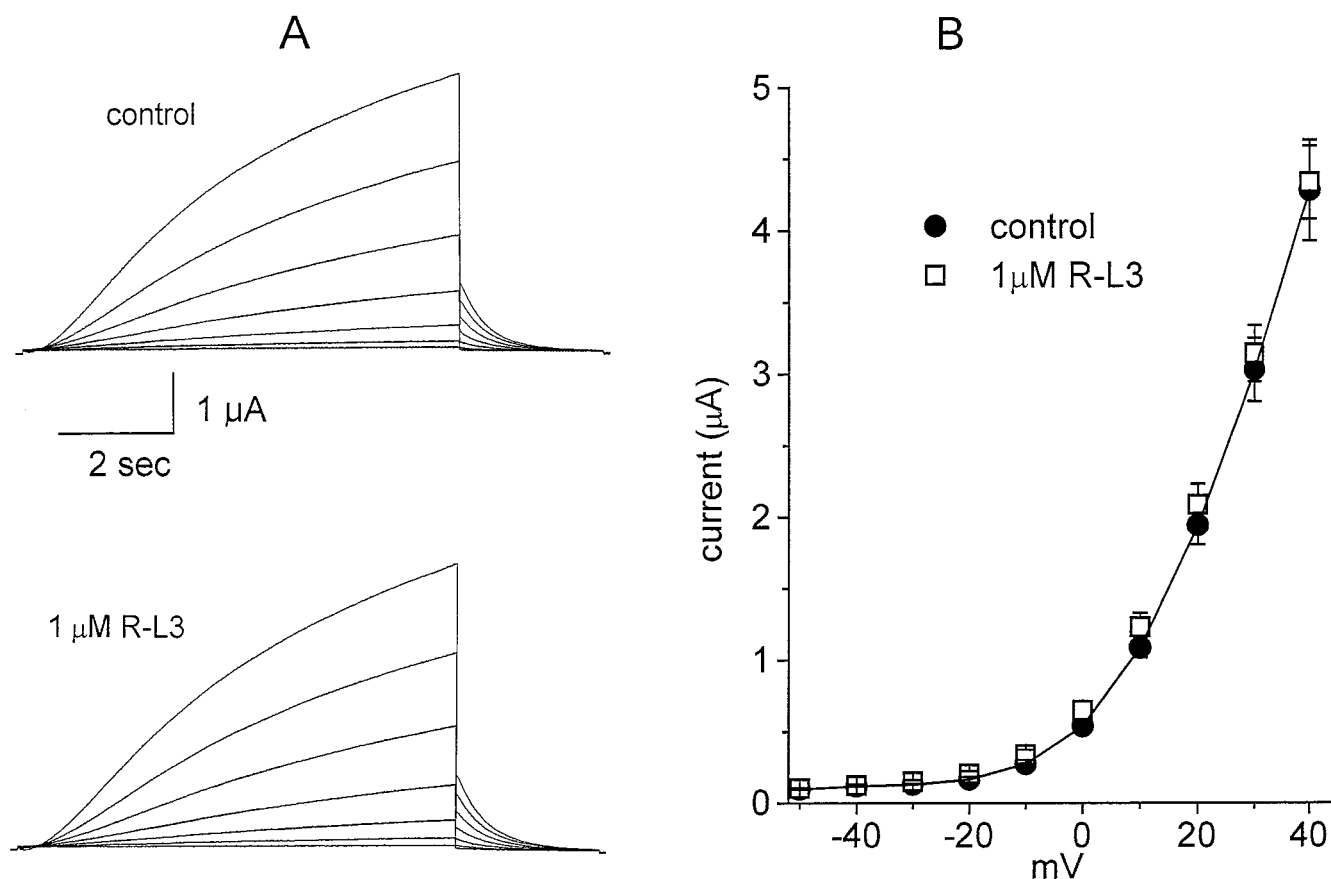 A
control
1 μA
2 sec
1 μM R-L3
B
current (μA)
5
4
3
2
1
0
control
1μM R-L3
-40
-20
0
20
40
mV